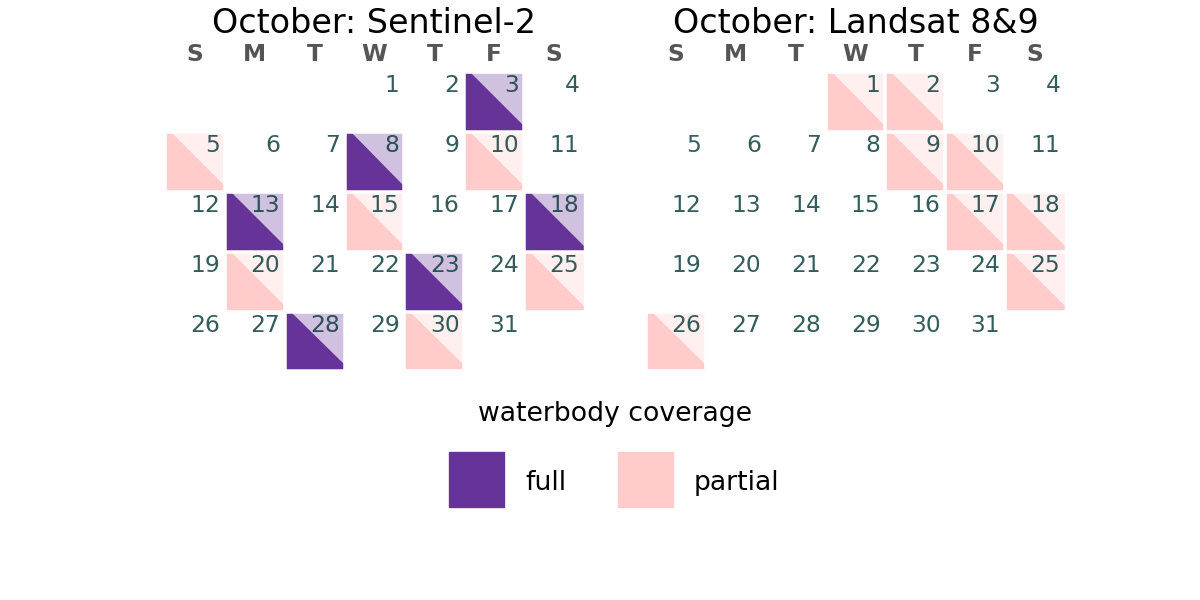 October: Sentinel-2
S M T W T F S
1 2 3 4
5 6 7 8 9 10 11
12 13 14 15 16 17 18
19 20 21 22 23 24 25
26 27 28 29 30 31
October: Landsat 8&9
S M T W T F S
1 2 3 4
5 6 7 8 9 10 11
12 13 14 15 16 17 18
19 20 21 22 23 24 25
26 27 28 29 30 31
waterbody coverage
full partial